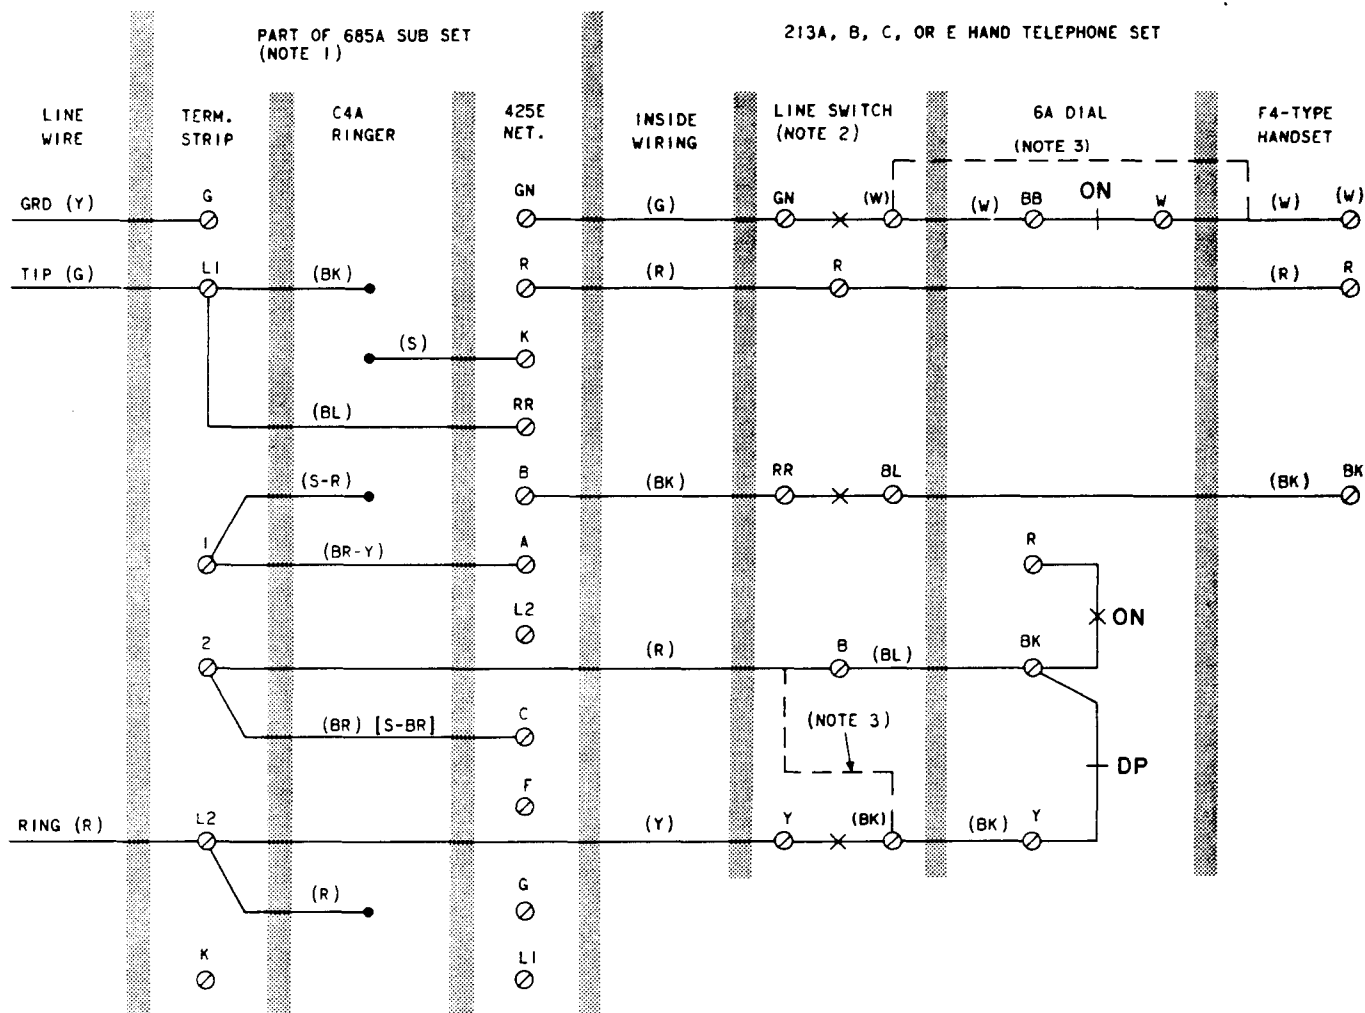 PART OF 685A SUB SET
(NOTE 1)
213A, B, C, OR E HAND TELEPHONE SET
LINE
WIRE
TERM.
STRIP
C4A
RINGER
425E
NET.
INSIDE
WIRING
LINE SWITCH
(NOTE 2)
6A DIAL
(NOTE 3)
F4-TYPE
HANDSET
GRD (Y)
G
GN
(G)
GN
(W)
(W)
BB
ON
W
(W)
(W)
TIP (G)
L1
(BK)
R
(R)
R
(R)
R
(S)
K
(BL)
RR
(S-R)
B
(BK)
RR
BL
(BK)
BK
1
(BR-Y)
A
R
L2
ON
2
(R)
B
(BL)
BK
(BR) [S-BR]
C
(NOTE 3)
DP
F
RING (R)
L2
(Y)
Y
(BK)
(BK)
Y
(R)
G
K
L1